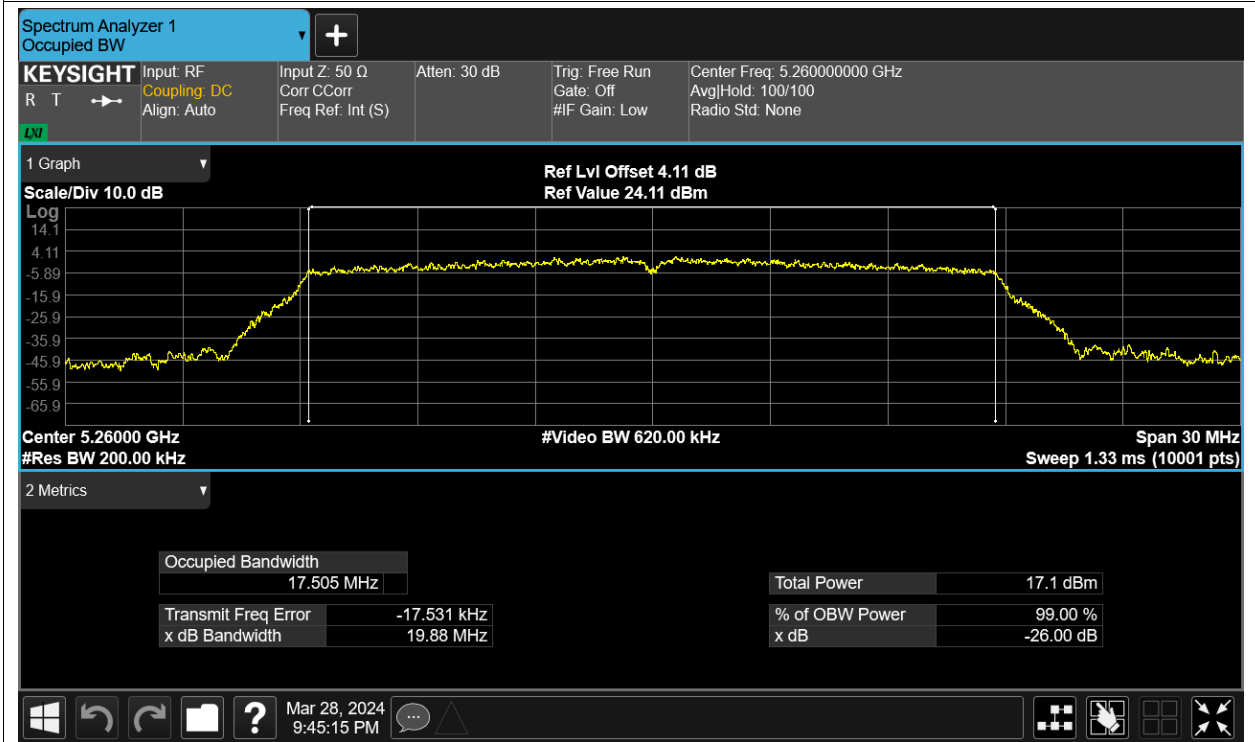 Spectrum Analyzer 1
Occupied BW
KEYSIGHT
R T
LXI
Input: RF
Coupling: DC
Align: Auto
Input Z: 50 Ω
Corr CCorr
Freq Ref: Int (S)
Atten: 30 dB
Trig: Free Run
Gate: Off
#IF Gain: Low
Center Freq: 5.260000000 GHz
Avg|Hold: 100/100
Radio Std: None
1 Graph
Scale/Div 10.0 dB
Ref Lvl Offset 4.11 dB
Ref Value 24.11 dBm
Log
14.1
4.11
-5.89
-15.9
-25.9
-35.9
-45.9
-55.9
-65.9
Center 5.26000 GHz
#Video BW 620.00 kHz
Span 30 MHz
#Res BW 200.00 kHz
Sweep 1.33 ms (10001 pts)
2 Metrics
Occupied Bandwidth
17.505 MHz
Total Power 17.1 dBm
Transmit Freq Error -17.531 kHz
% of OBW Power 99.00 %
x dB Bandwidth 19.88 MHz
x dB -26.00 dB
?
Mar 28, 2024
9:45:15 PM